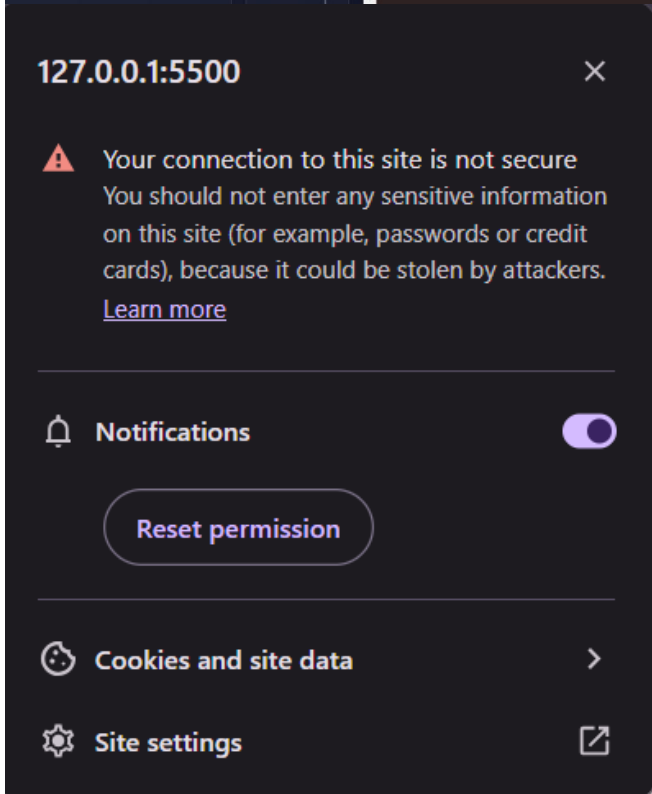 127.0.0.1:5500
Your connection to this site is not secure
You should not enter any sensitive information
on this site (for example, passwords or credit
cards), because it could be stolen by attackers.
Learn more
Notifications
Reset permission
Cookies and site data
Site settings